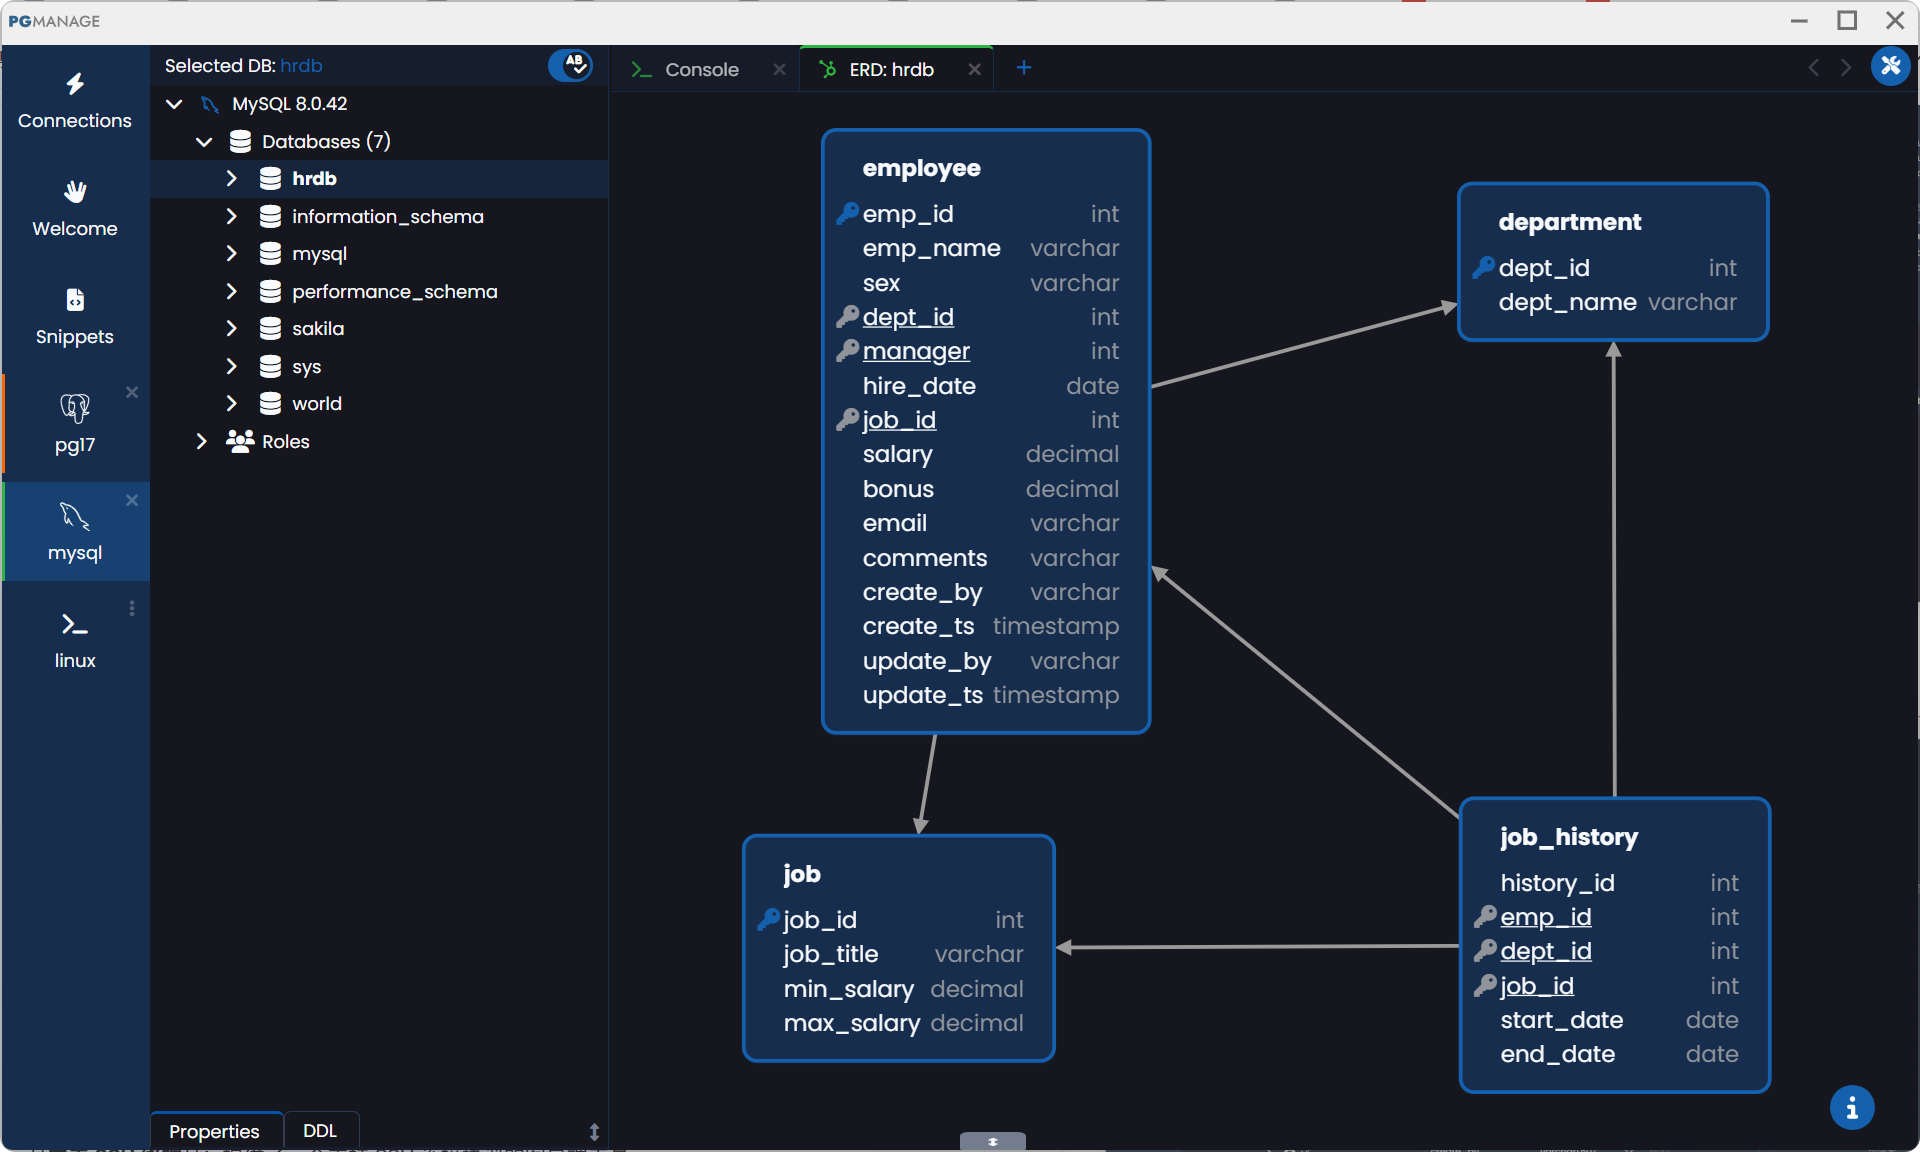 PGMANAGE
Connections
Welcome
Snippets
pg17
mysql
linux
Selected DB: hrdb
AB
MySQL 8.0.42
Databases (7)
hrdb
information_schema
mysql
performance_schema
sakila
sys
world
Roles
Properties
DDL
Console
ERD: hrdb
employee
emp_id int
emp_name varchar
sex varchar
dept_id int
manager int
hire_date date
job_id int
salary decimal
bonus decimal
email varchar
comments varchar
create_by varchar
create_ts timestamp
update_by varchar
update_ts timestamp
department
dept_id int
dept_name varchar
job
job_id int
job_title varchar
min_salary decimal
max_salary decimal
job_history
history_id int
emp_id int
dept_id int
job_id int
start_date date
end_date date